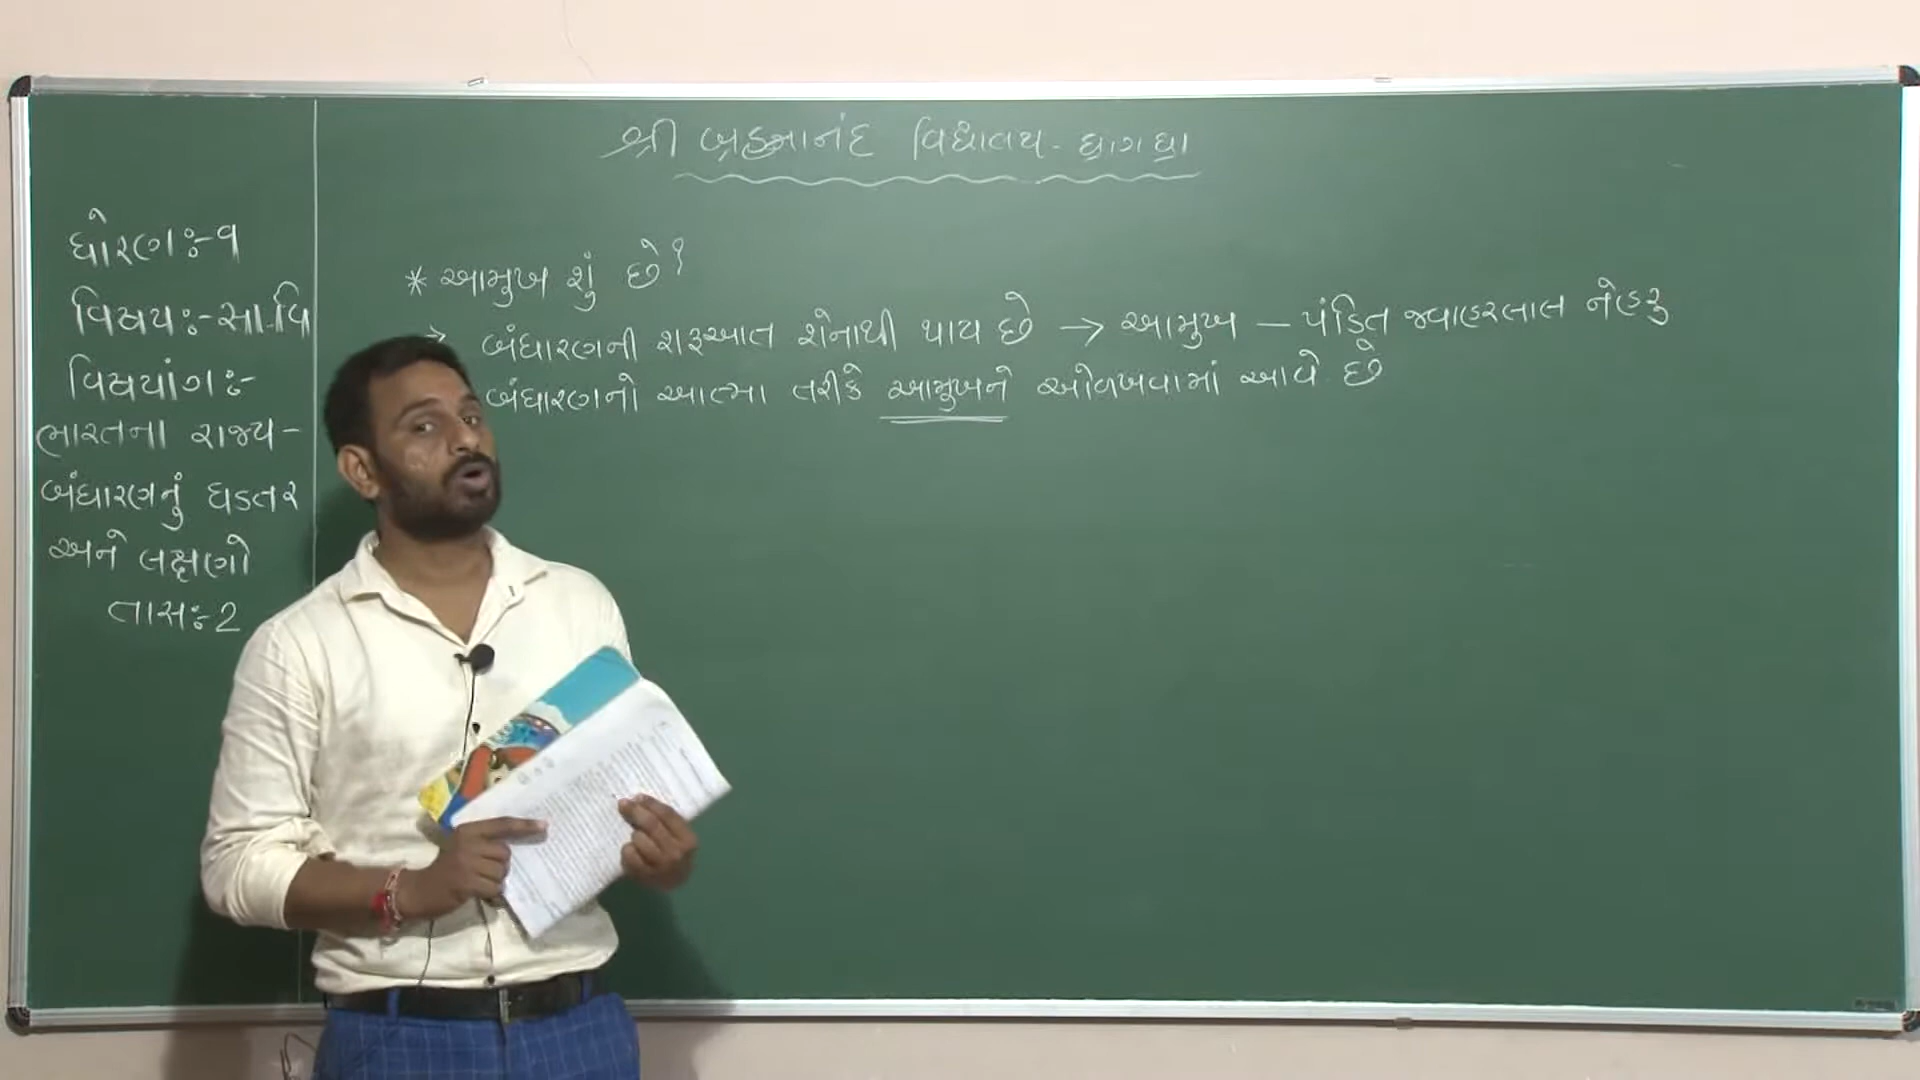 શ્રી બ્રહ્માનંદ વિદ્યાલય - ધ્રાગધ્રા
ધોરણ:-૧
વિષય:-સા.વિ
વિષયાંગ:-
ભારતના રાજ્ય-
બંધારણનું ઘડતર
અને લક્ષણો
તાસ:-2
* આમુખ શું છે?
→ બંધારણની શરૂઆત શેનાથી થાય છે → આમુખ – પંડિત જવાહરલાલ નેહરુ
બંધારણનો આત્મા તરીકે આમુખને ઓળખવામાં આવે છે